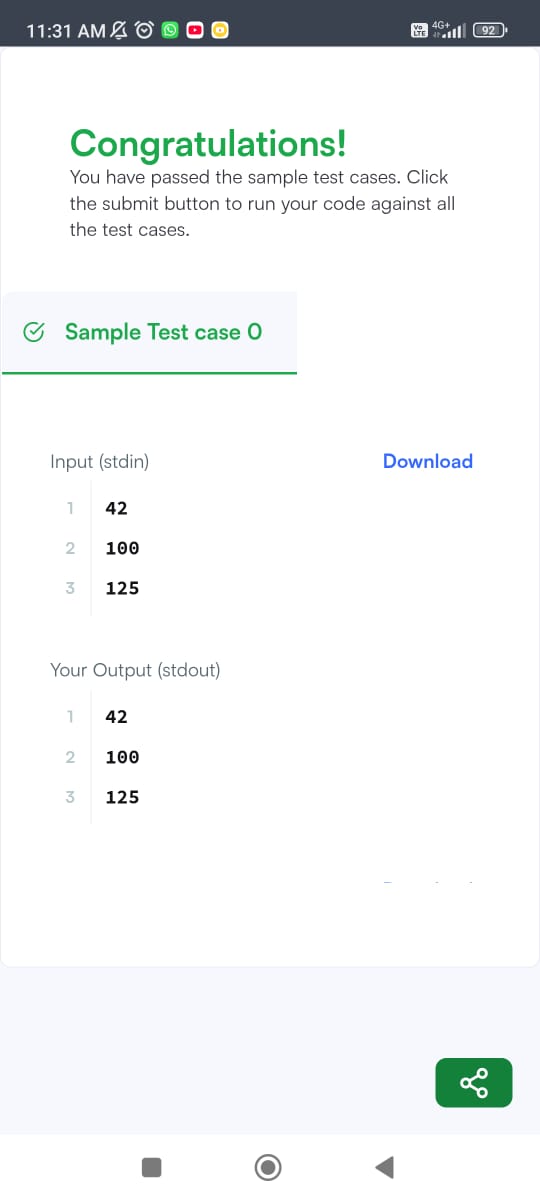 11:31 AM
Vo LTE 4G+ 92
Congratulations!
You have passed the sample test cases. Click
the submit button to run your code against all
the test cases.
Sample Test case 0
Input (stdin) Download
1 42
2 100
3 125
Your Output (stdout)
1 42
2 100
3 125